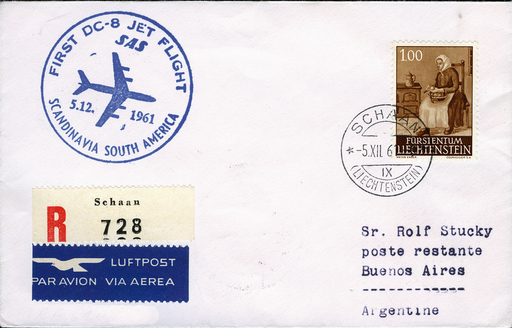 FIRST DC-8 JET FLIGHT
SAS
5.12. 1961
SCANDINAVIA SOUTH AMERICA
1.00
FÜRSTENTUM
LIECHTENSTEIN
SCHAAN
*-5.XII.6
IX
(LIECHTENSTEIN)
Schaan
R 728
LUFTPOST
PAR AVION VIA AEREA
Sr. Rolf Stucky
poste restante
Buenos Aires
------------
Argentine